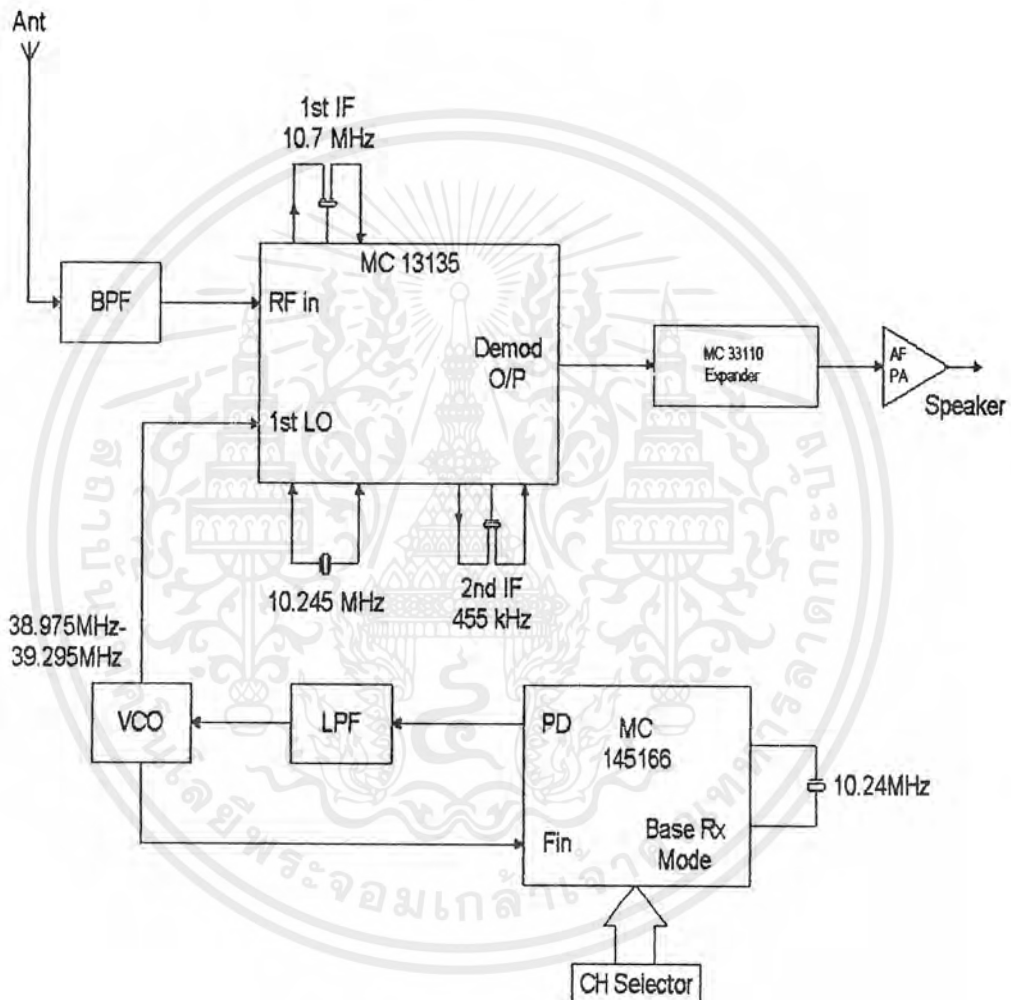 Ant
1st IF
10.7 MHz
MC 13135
BPF
RF in
Demod
O/P
MC 33110
Expander
AF
PA
Speaker
1st LO
10.245 MHz
2nd IF
455 kHz
38.975MHz-
39.295MHz
VCO
LPF
PD
MC
145166
10.24MHz
Fin
Base Rx
Mode
CH Selector